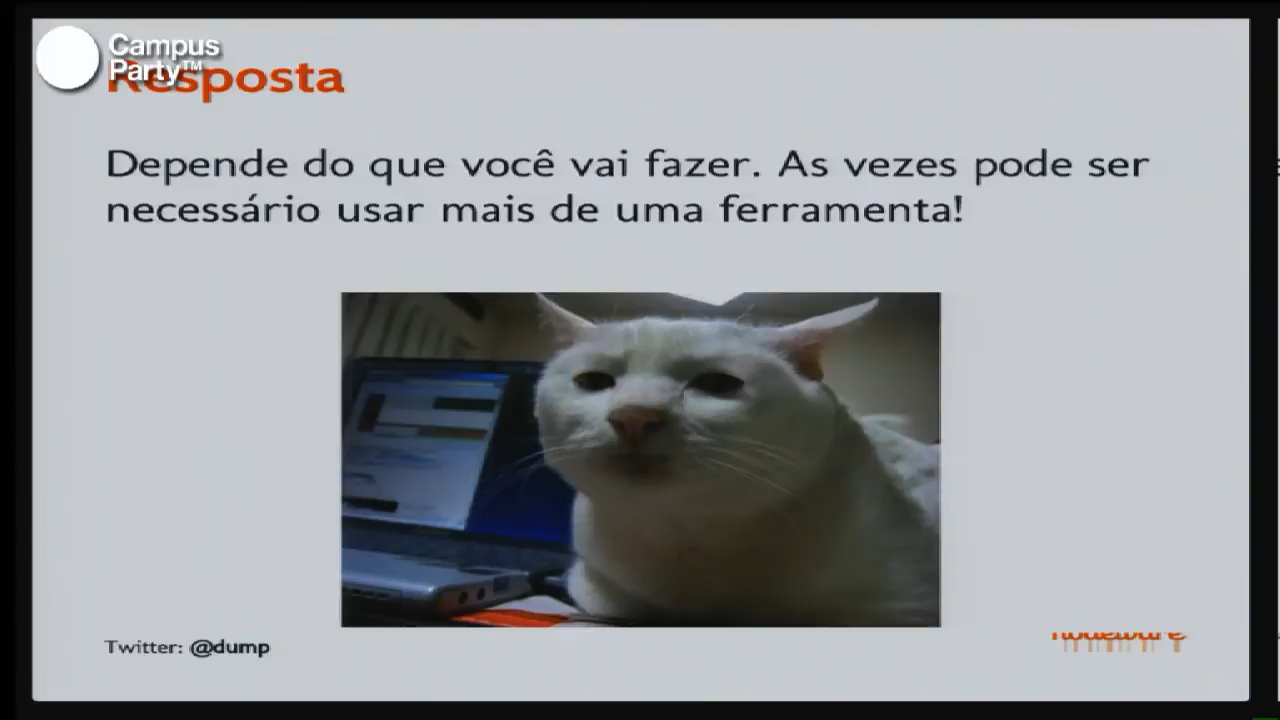 Campus
Party™
Resposta
Depende do que você vai fazer. As vezes pode ser
necessário usar mais de uma ferramenta!
Twitter: @dump